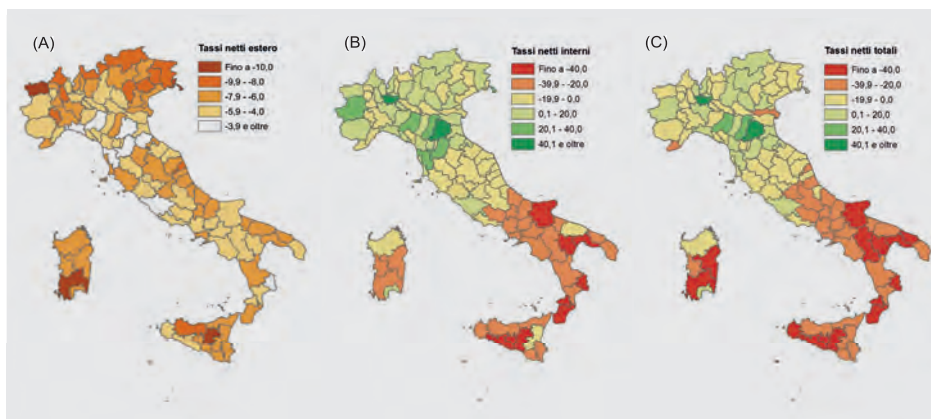 (A)
Tassi netti estero
Fino a -10,0
-9,9 - -8,0
-7,9 - -6,0
-5,9 - -4,0
-3,9 e oltre
(B)
Tassi netti interni
Fino a -40,0
-39,9 - -20,0
-19,9 - 0,0
0,1 - 20,0
20,1 - 40,0
40,1 e oltre
(C)
Tassi netti totali
Fino a -40,0
-39,9 - -20,0
-19,9 - 0,0
0,1 - 20,0
20,1 - 40,0
40,1 e oltre